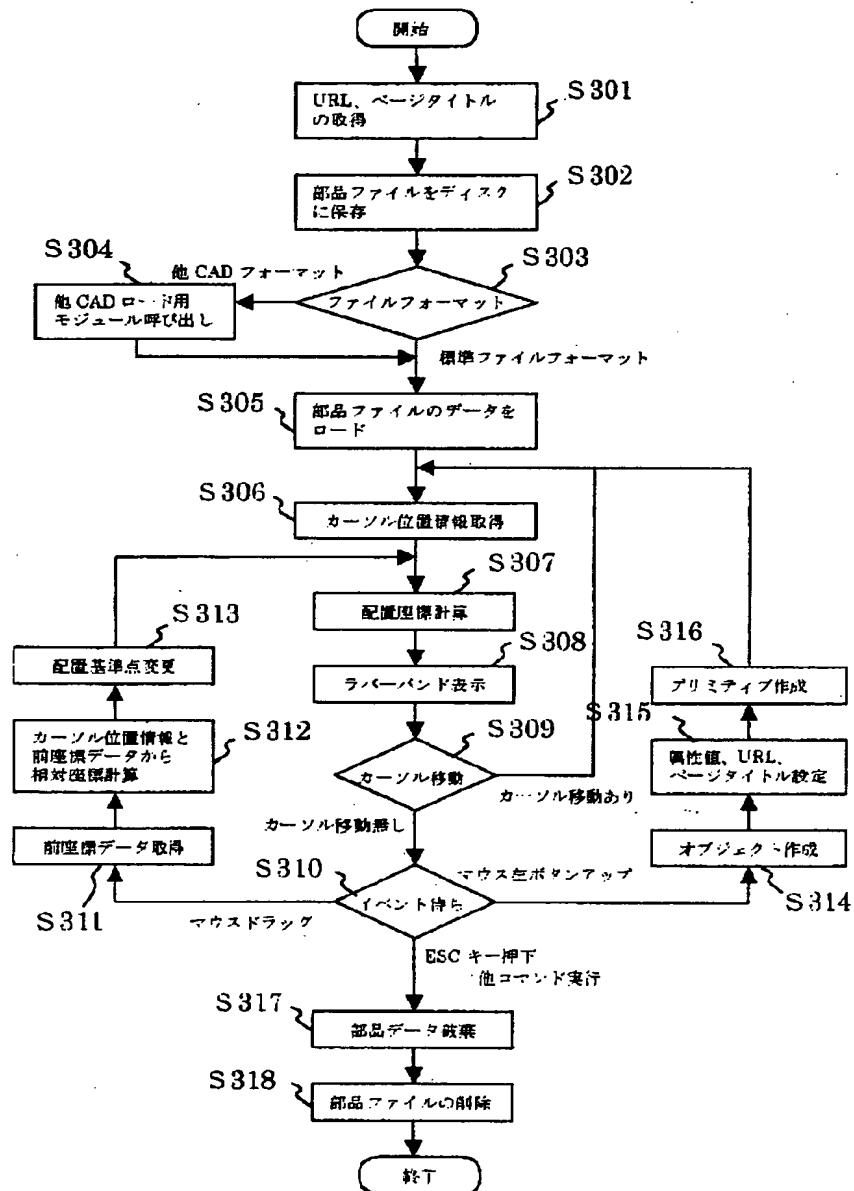 開始
URL、ページタイトル
の取得
S301
部品ファイルをディスク
に保存
S302
S303
ファイルフォーマット
他 CAD フォーマット
S304
他 CAD ロード用
モジュール呼び出し
標準ファイルフォーマット
S305
部品ファイルのデータを
ロード
S306
カーソル位置情報取得
S307
配置座標計算
S308
ラバーバンド表示
S309
カーソル移動
カーソル移動あり
カーソル移動無し
S310
イベント待ち
マウスドラッグ
マウス左ボタンアップ
ESC キー押下
他コマンド実行
S313
配置基準点変更
S312
カーソル位置情報と
前座標データから
相対座標計算
前座標データ取得
S311
S316
プリミティブ作成
S315
属性値、URL、
ページタイトル設定
オブジェクト作成
S314
S317
部品データ破棄
S318
部品ファイルの削除
終了